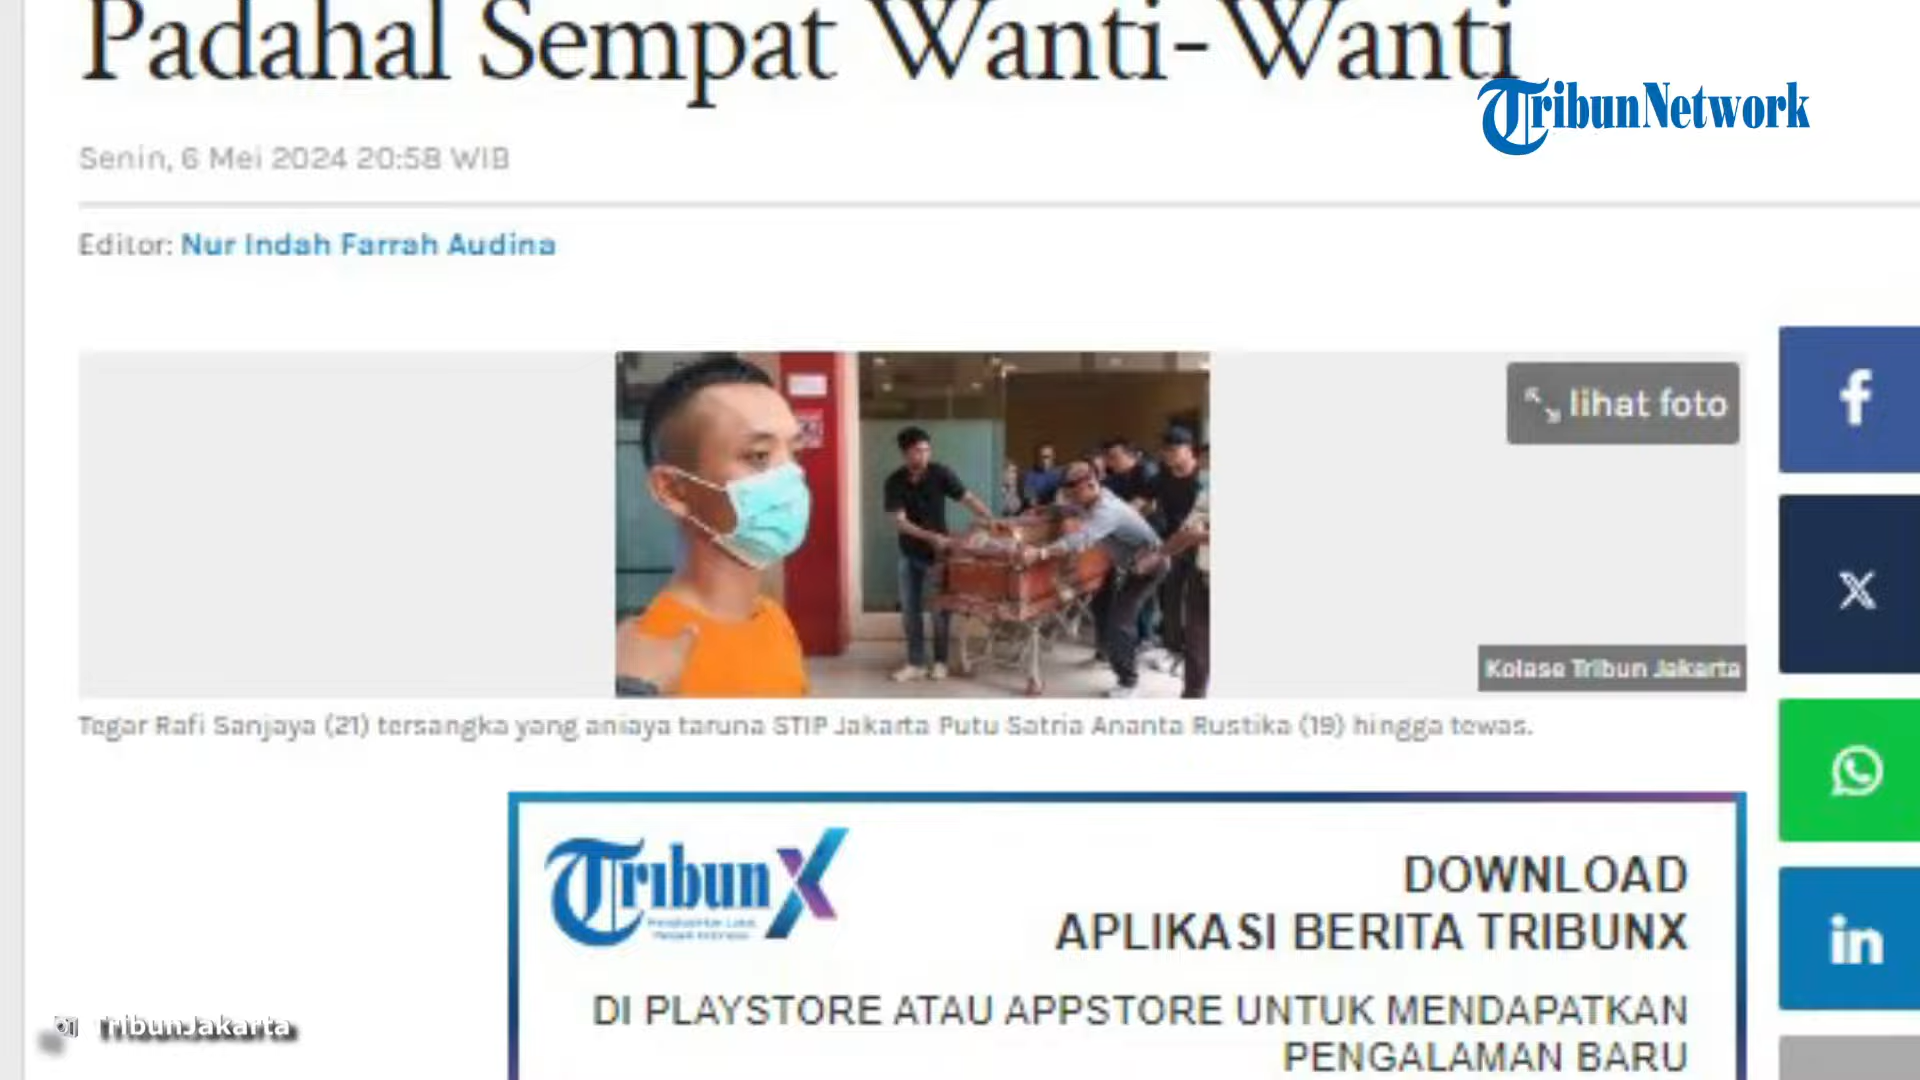 Padahal Sempat Wanti-Wanti
TribunNetwork
Senin, 6 Mei 2024 20:58 WIB
Editor: Nur Indah Farrah Audina
lihat foto
Kolase Tribun Jakarta
Tegar Rafi Sanjaya (21) tersangka yang aniaya taruna STIP Jakarta Putu Satria Ananta Rustika (19) hingga tewas.
TribunX
DOWNLOAD
APLIKASI BERITA TRIBUNX
DI PLAYSTORE ATAU APPSTORE UNTUK MENDAPATKAN
PENGALAMAN BARU
TribunJakarta